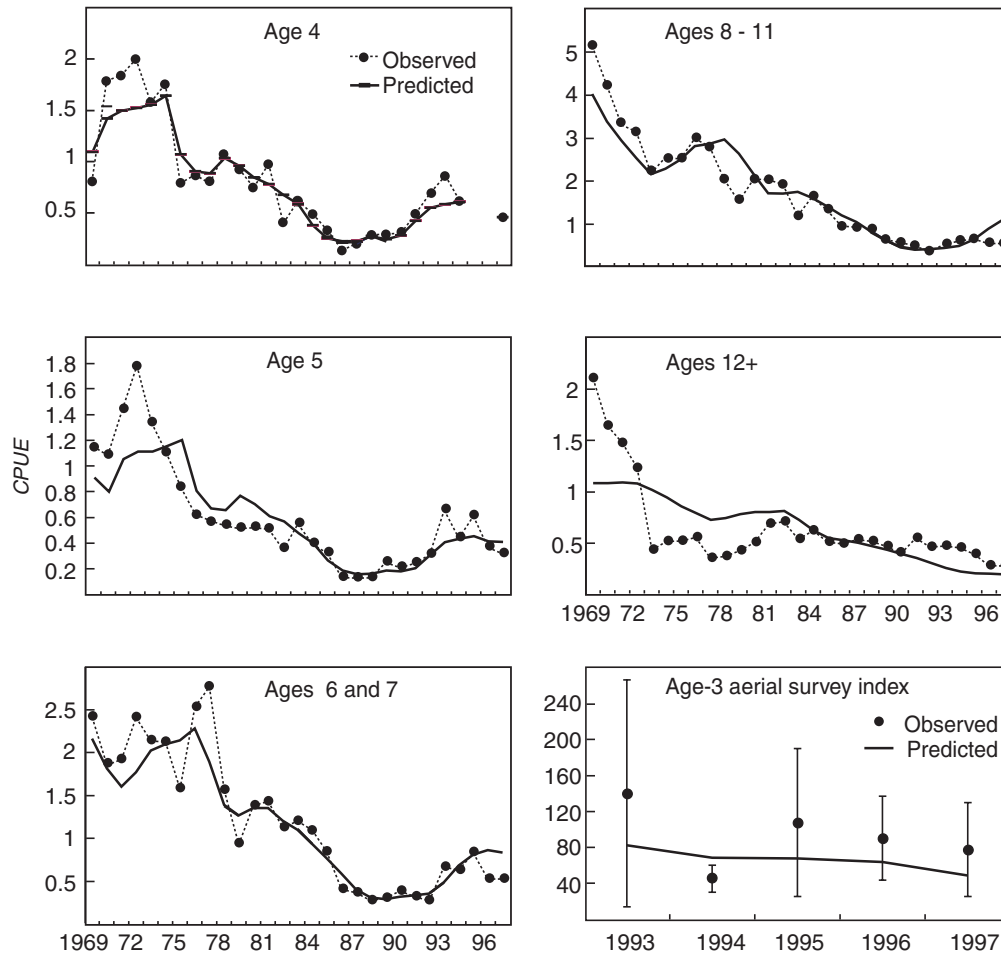 Age 4
Observed
Predicted
2
1.5
1
0.5
Ages 8 - 11
5
4
3
2
1
CPUE
Age 5
1.8
1.6
1.4
1.2
1
0.8
0.6
0.4
0.2
Ages 12+
2
1.5
1
0.5
1969 72 75 78 81 84 87 90 93 96
Ages 6 and 7
2.5
2
1.5
1
0.5
1969 72 75 78 81 84 87 90 93 96
Age-3 aerial survey index
Observed
Predicted
240
200
160
120
80
40
1993 1994 1995 1996 1997